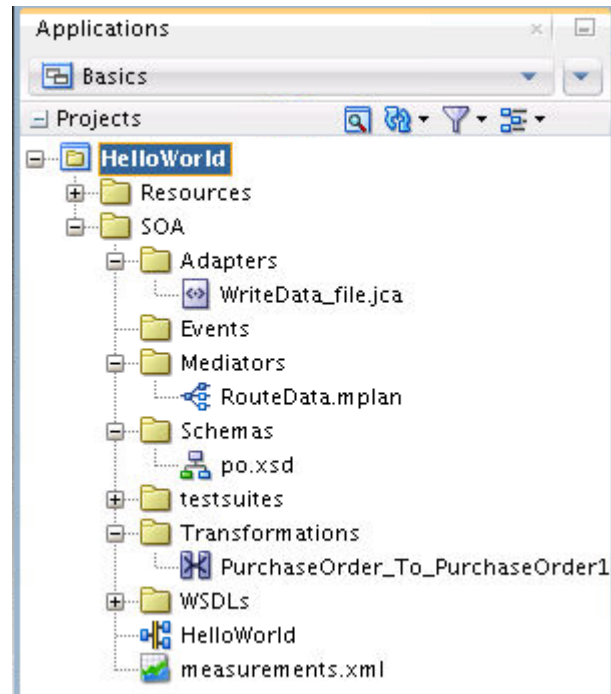 Applications
Basics
Projects
HelloWorld
Resources
SOA
Adapters
WriteData_file.jca
Events
Mediators
RouteData.mplan
Schemas
po.xsd
testsuites
Transformations
PurchaseOrder_To_PurchaseOrder1
WSDLs
HelloWorld
measurements.xml